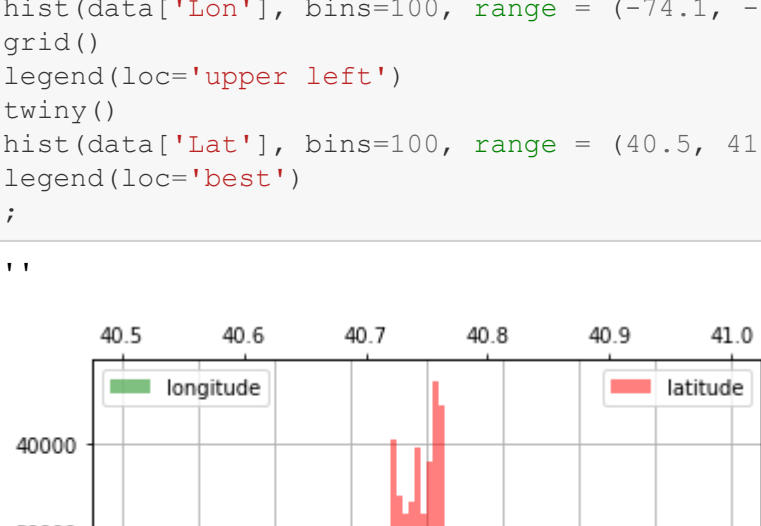 hist(data['Lon'], bins=100, range = (-74.1, -
grid()
legend(loc='upper left')
twiny()
hist(data['Lat'], bins=100, range = (40.5, 41
legend(loc='best')
;
''
40.5 40.6 40.7 40.8 40.9 41.0
longitude latitude
40000